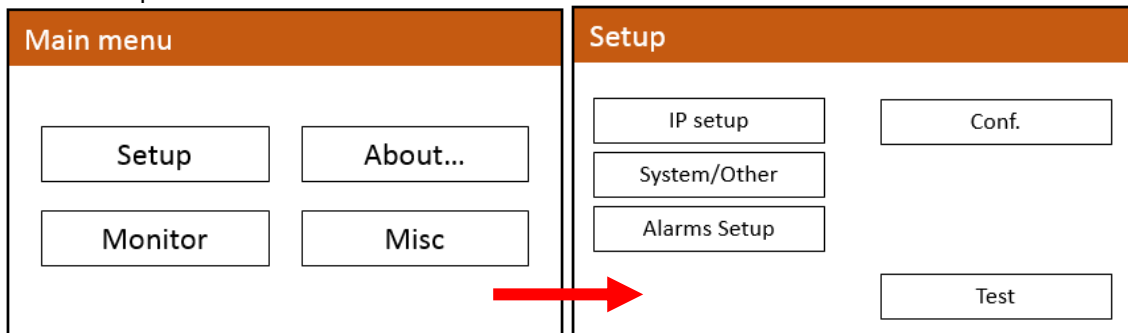 Main menu
Setup
About...
Monitor
Misc
Setup
IP setup
Conf.
System/Other
Alarms Setup
Test